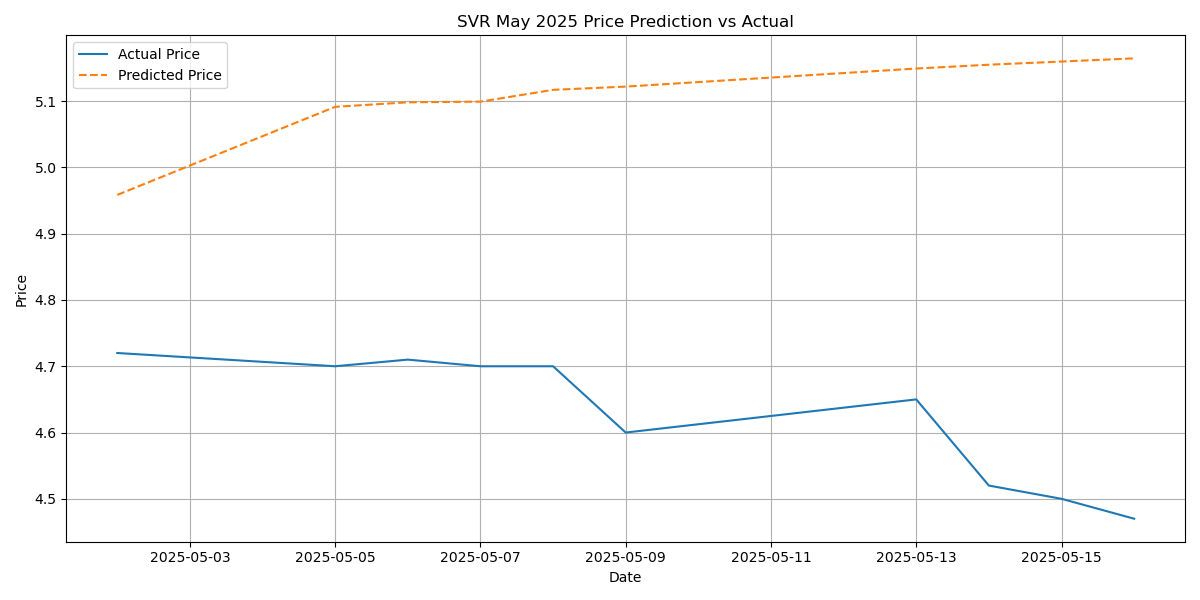 SVR May 2025 Price Prediction vs Actual
Actual Price
Predicted Price
5.1
5.0
4.9
4.8
4.7
4.6
4.5
Price
2025-05-03 2025-05-05 2025-05-07 2025-05-09 2025-05-11 2025-05-13 2025-05-15
Date